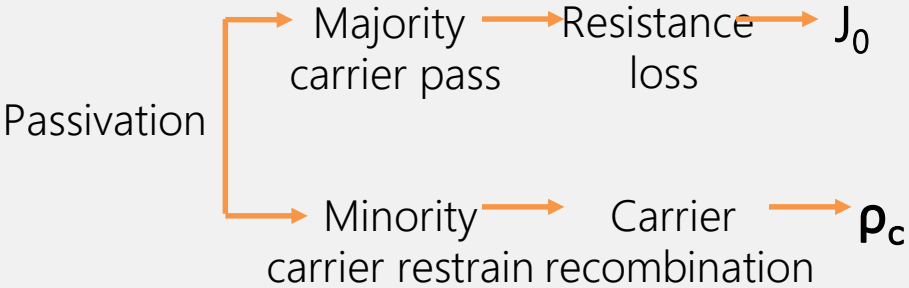 Passivation
Majority
carrier pass
Resistance
loss
J₀
Minority
carrier restrain
Carrier
recombination
ρc